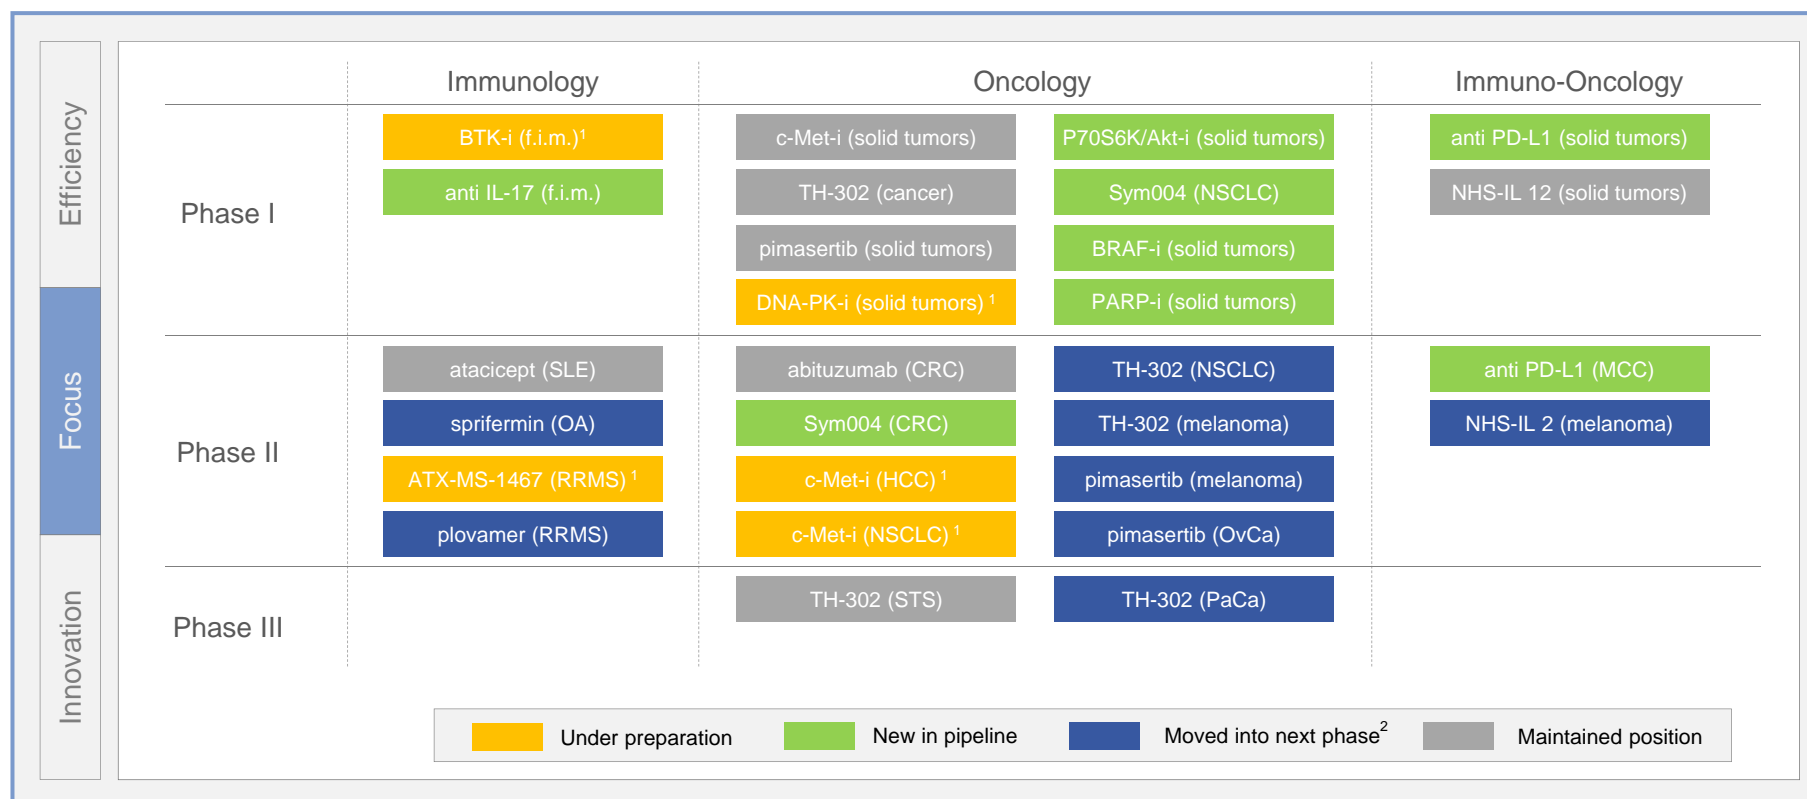 Efficiency
Focus
Innovation
Immunology
Oncology
Immuno-Oncology
Phase I
BTK-i (f.i.m.)¹
anti IL-17 (f.i.m.)
c-Met-i (solid tumors)
TH-302 (cancer)
pimasertib (solid tumors)
DNA-PK-i (solid tumors) ¹
P70S6K/Akt-i (solid tumors)
Sym004 (NSCLC)
BRAF-i (solid tumors)
PARP-i (solid tumors)
anti PD-L1 (solid tumors)
NHS-IL 12 (solid tumors)
Phase II
atacicept (SLE)
sprifermin (OA)
ATX-MS-1467 (RRMS) ¹
plovamer (RRMS)
abituzumab (CRC)
Sym004 (CRC)
c-Met-i (HCC) ¹
c-Met-i (NSCLC) ¹
TH-302 (NSCLC)
TH-302 (melanoma)
pimasertib (melanoma)
pimasertib (OvCa)
anti PD-L1 (MCC)
NHS-IL 2 (melanoma)
Phase III
TH-302 (STS)
TH-302 (PaCa)
Under preparation
New in pipeline
Moved into next phase²
Maintained position